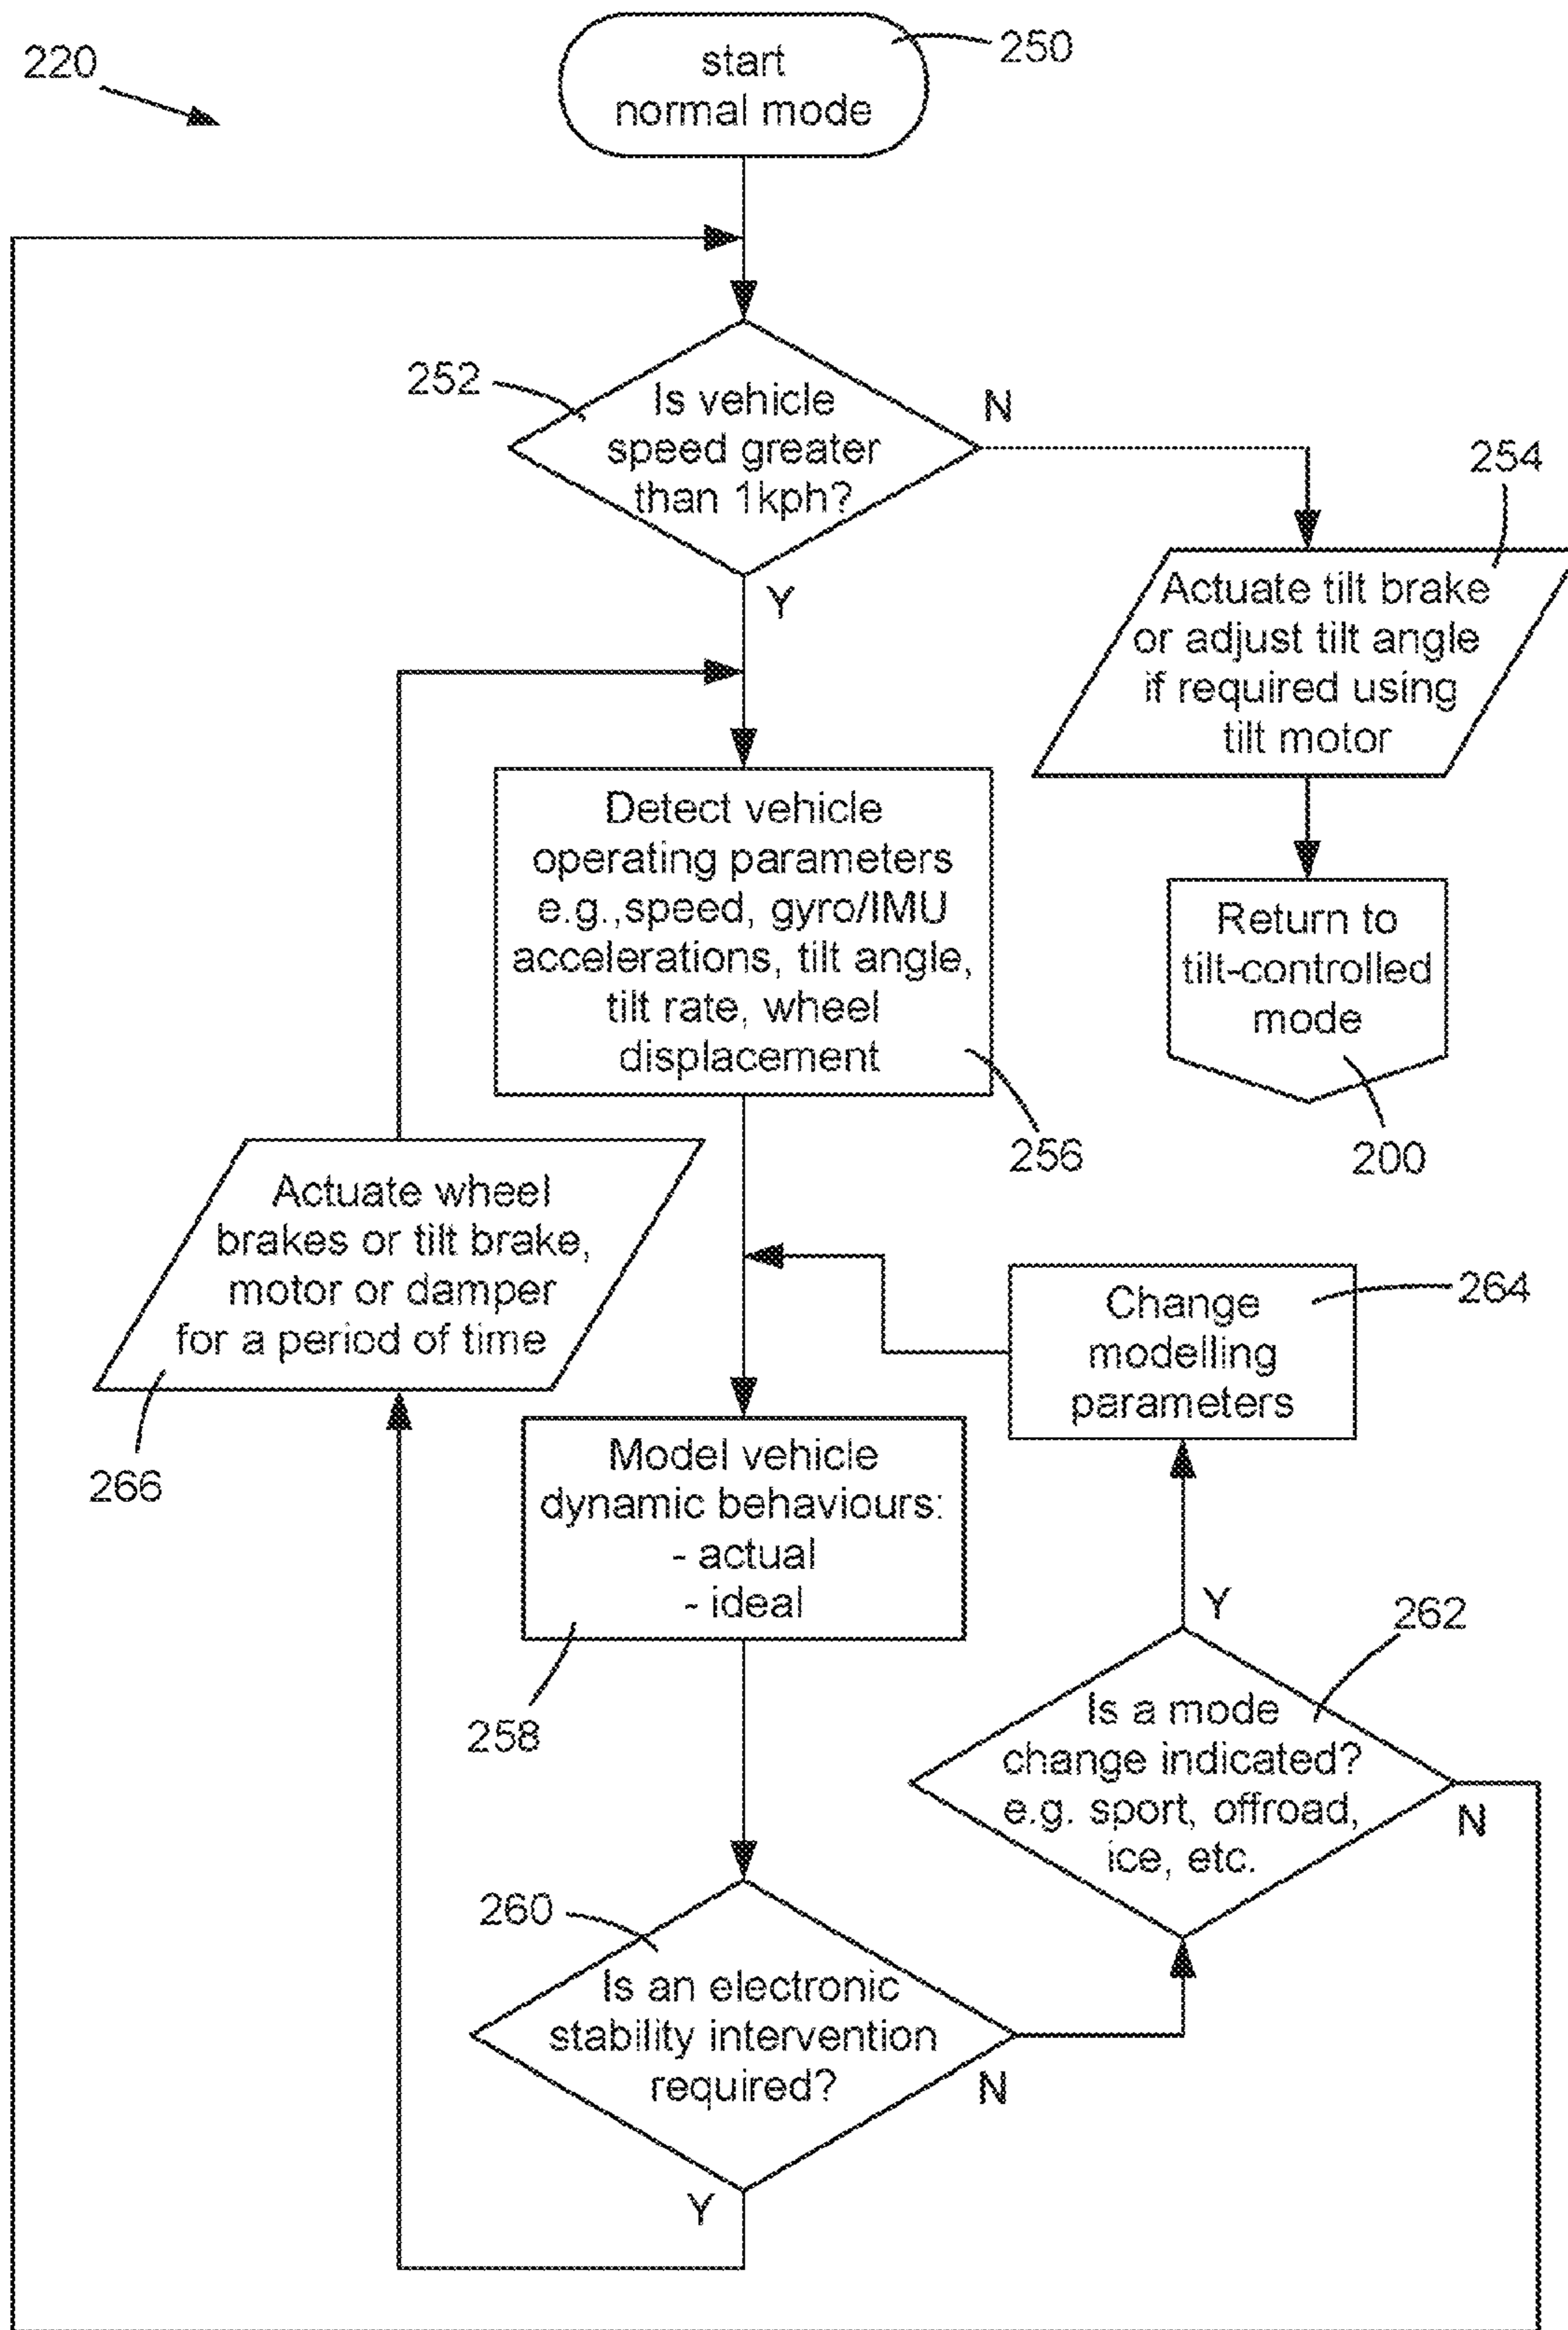 220
start
normal mode
250
252
Is vehicle
speed greater
than 1kph?
N
Y
254
Actuate tilt brake
or adjust tilt angle
if required using
tilt motor
Detect vehicle
operating parameters
e.g.,speed, gyro/IMU
accelerations, tilt angle,
tilt rate, wheel
displacement
256
Return to
tilt-controlled
mode
200
Actuate wheel
brakes or tilt brake,
motor or damper
for a period of time
266
Change
modelling
parameters
264
Model vehicle
dynamic behaviours:
- actual
- ideal
258
Y
262
Is a mode
change indicated?
e.g. sport, offroad,
ice, etc.
N
260
Is an electronic
stability intervention
required?
N
Y